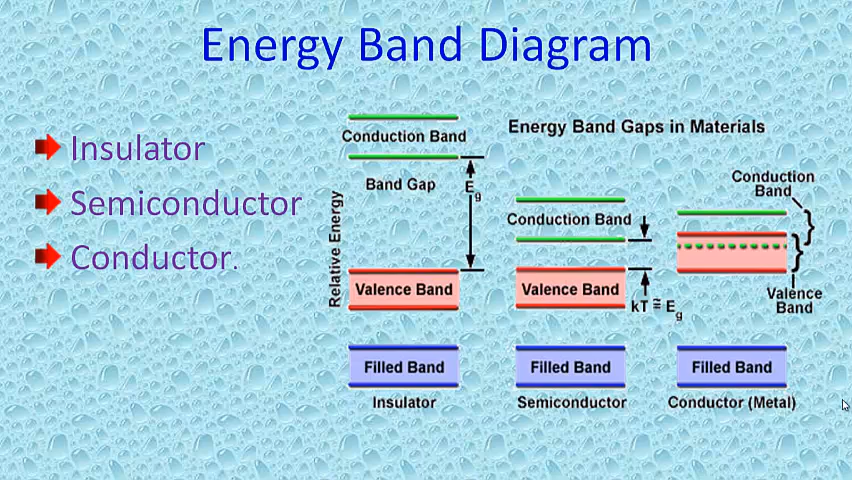 Energy Band Diagram
Insulator
Semiconductor
Conductor.
Energy Band Gaps in Materials
Relative Energy
Conduction Band
Band Gap
Eg
Valence Band
Filled Band
Insulator
Conduction Band
Valence Band
kT ≅ Eg
Filled Band
Semiconductor
Conduction
Band
Valence
Band
Filled Band
Conductor (Metal)